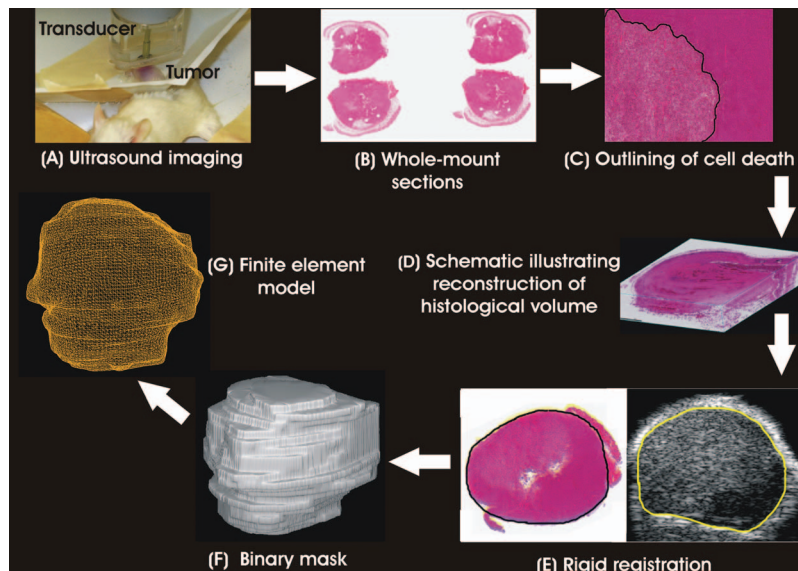 Transducer
Tumor
(A) Ultrasound imaging
(B) Whole-mount
sections
(C) Outlining of cell death
(D) Schematic illustrating
reconstruction of
histological volume
(E) Rigid registration
(F) Binary mask
(G) Finite element
model